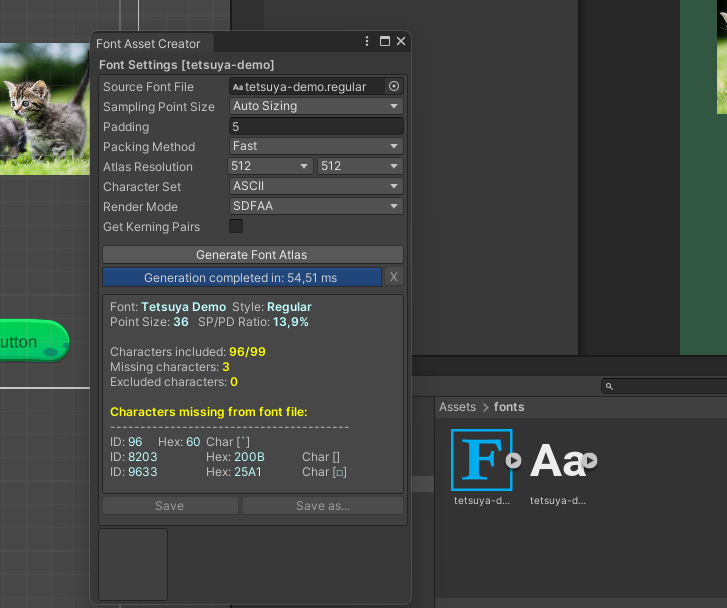 Font Asset Creator
Font Settings [tetsuya-demo]
Source Font File Aa tetsuya-demo.regular
Sampling Point Size Auto Sizing
Padding 5
Packing Method Fast
Atlas Resolution 512 512
Character Set ASCII
Render Mode SDFAA
Get Kerning Pairs
Generate Font Atlas
Generation completed in: 54,51 ms X
Font: Tetsuya Demo Style: Regular
Point Size: 36 SP/PD Ratio: 13,9%
Characters included: 96/99
Missing characters: 3
Excluded characters: 0
Characters missing from font file:
----------------------------------------
ID: 96 Hex: 60 Char [`]
ID: 8203 Hex: 200B Char []
ID: 9633 Hex: 25A1 Char [□]
Save Save as...
utton
Assets > fonts
F Aa
tetsuya-d... tetsuya-d...